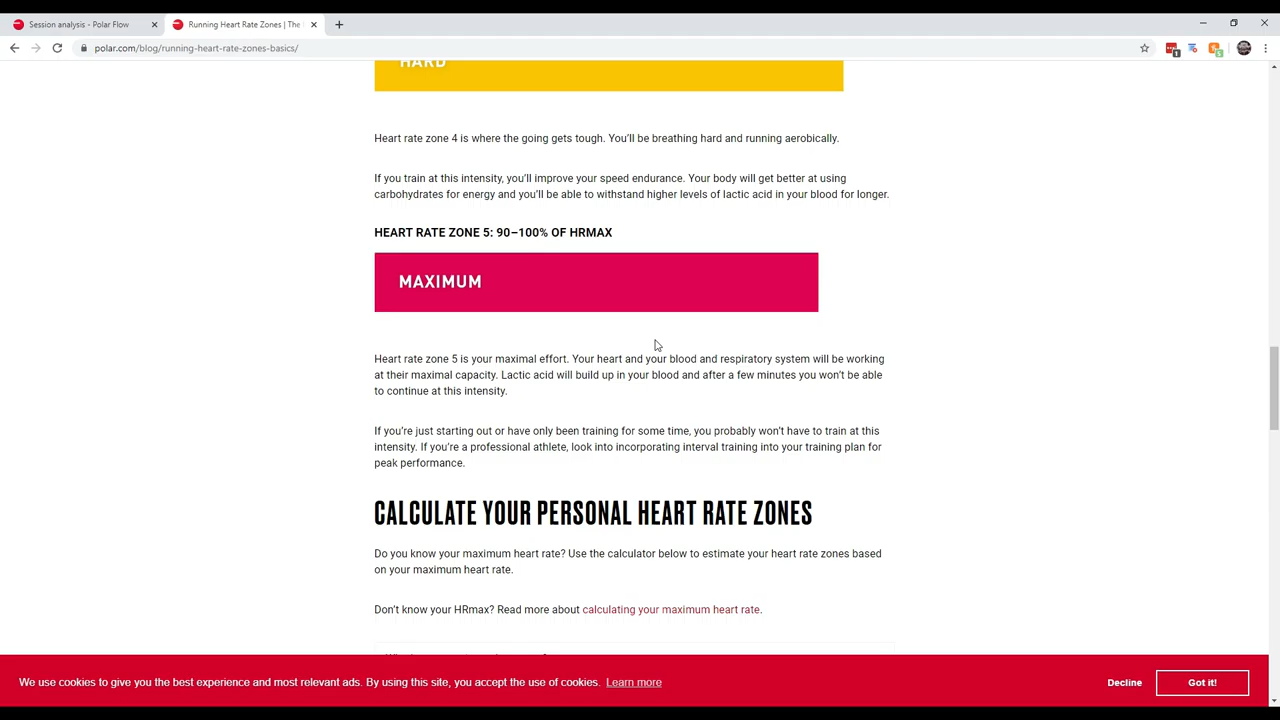 Session analysis - Polar Flow
Running Heart Rate Zones | The
polar.com/blog/running-heart-rate-zones-basics/
HARD
Heart rate zone 4 is where the going gets tough. You'll be breathing hard and running aerobically.
If you train at this intensity, you'll improve your speed endurance. Your body will get better at using
carbohydrates for energy and you'll be able to withstand higher levels of lactic acid in your blood for longer.
HEART RATE ZONE 5: 90–100% OF HRMAX
MAXIMUM
Heart rate zone 5 is your maximal effort. Your heart and your blood and respiratory system will be working
at their maximal capacity. Lactic acid will build up in your blood and after a few minutes you won't be able
to continue at this intensity.
If you're just starting out or have only been training for some time, you probably won't have to train at this
intensity. If you're a professional athlete, look into incorporating interval training into your training plan for
peak performance.
CALCULATE YOUR PERSONAL HEART RATE ZONES
Do you know your maximum heart rate? Use the calculator below to estimate your heart rate zones based
on your maximum heart rate.
Don't know your HRmax? Read more about calculating your maximum heart rate.
We use cookies to give you the best experience and most relevant ads. By using this site, you accept the use of cookies. Learn more
Decline
Got it!